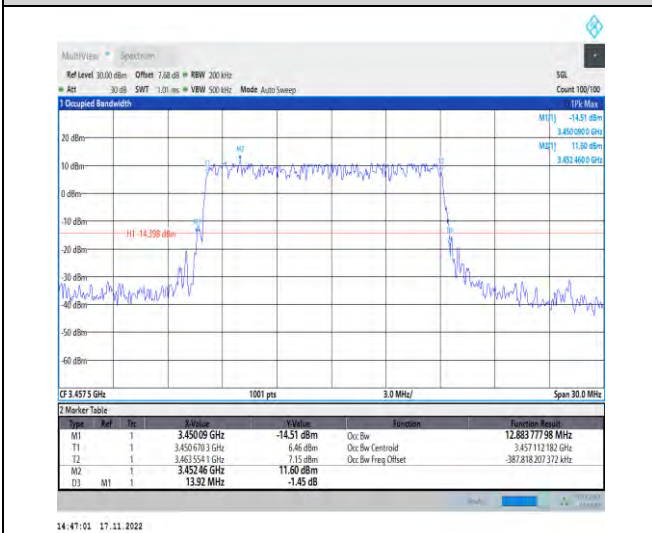 MultiView Spectrum
Ref Level 30.00 dBm Offset 7.68 dB RBW 200 kHz SGL
Att 30 dB SWT 1.01 ms VBW 500 kHz Mode Auto Sweep Count 100/100
1 Occupied Bandwidth 1Pk Max
M1[1] -14.51 dBm
3.450 090 0 GHz
M2[1] 11.60 dBm
3.452 460 0 GHz
20 dBm
M2
T1 T2
10 dBm
0 dBm
-10 dBm
M1
H1 -14.398 dBm
-20 dBm
-30 dBm
-40 dBm
-50 dBm
-60 dBm
CF 3.457 5 GHz 1001 pts 3.0 MHz/ Span 30.0 MHz
2 Marker Table
Type Ref Trc X-Value Y-Value Function Function Result
M1 1 3.45009 GHz -14.51 dBm Occ Bw 12.883 777 98 MHz
T1 1 3.450 670 3 GHz 6.46 dBm Occ Bw Centroid 3.457 112 182 GHz
T2 1 3.463 554 1 GHz 7.15 dBm Occ Bw Freq Offset -387.818 207 372 kHz
M2 1 3.452 46 GHz 11.60 dBm
D3 M1 1 13.92 MHz -1.45 dB
14:47:01 17.11.2022